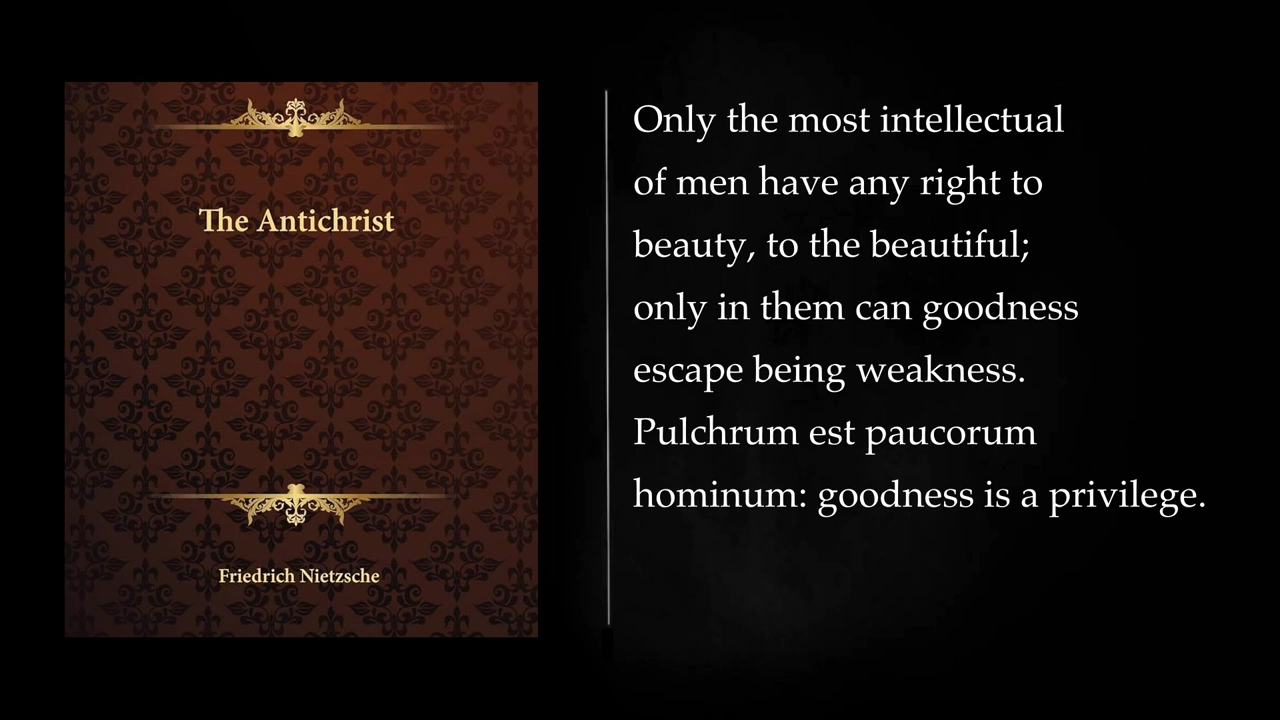 The Antichrist
Friedrich Nietzsche
Only the most intellectual
of men have any right to
beauty, to the beautiful;
only in them can goodness
escape being weakness.
Pulchrum est paucorum
hominum: goodness is a privilege.